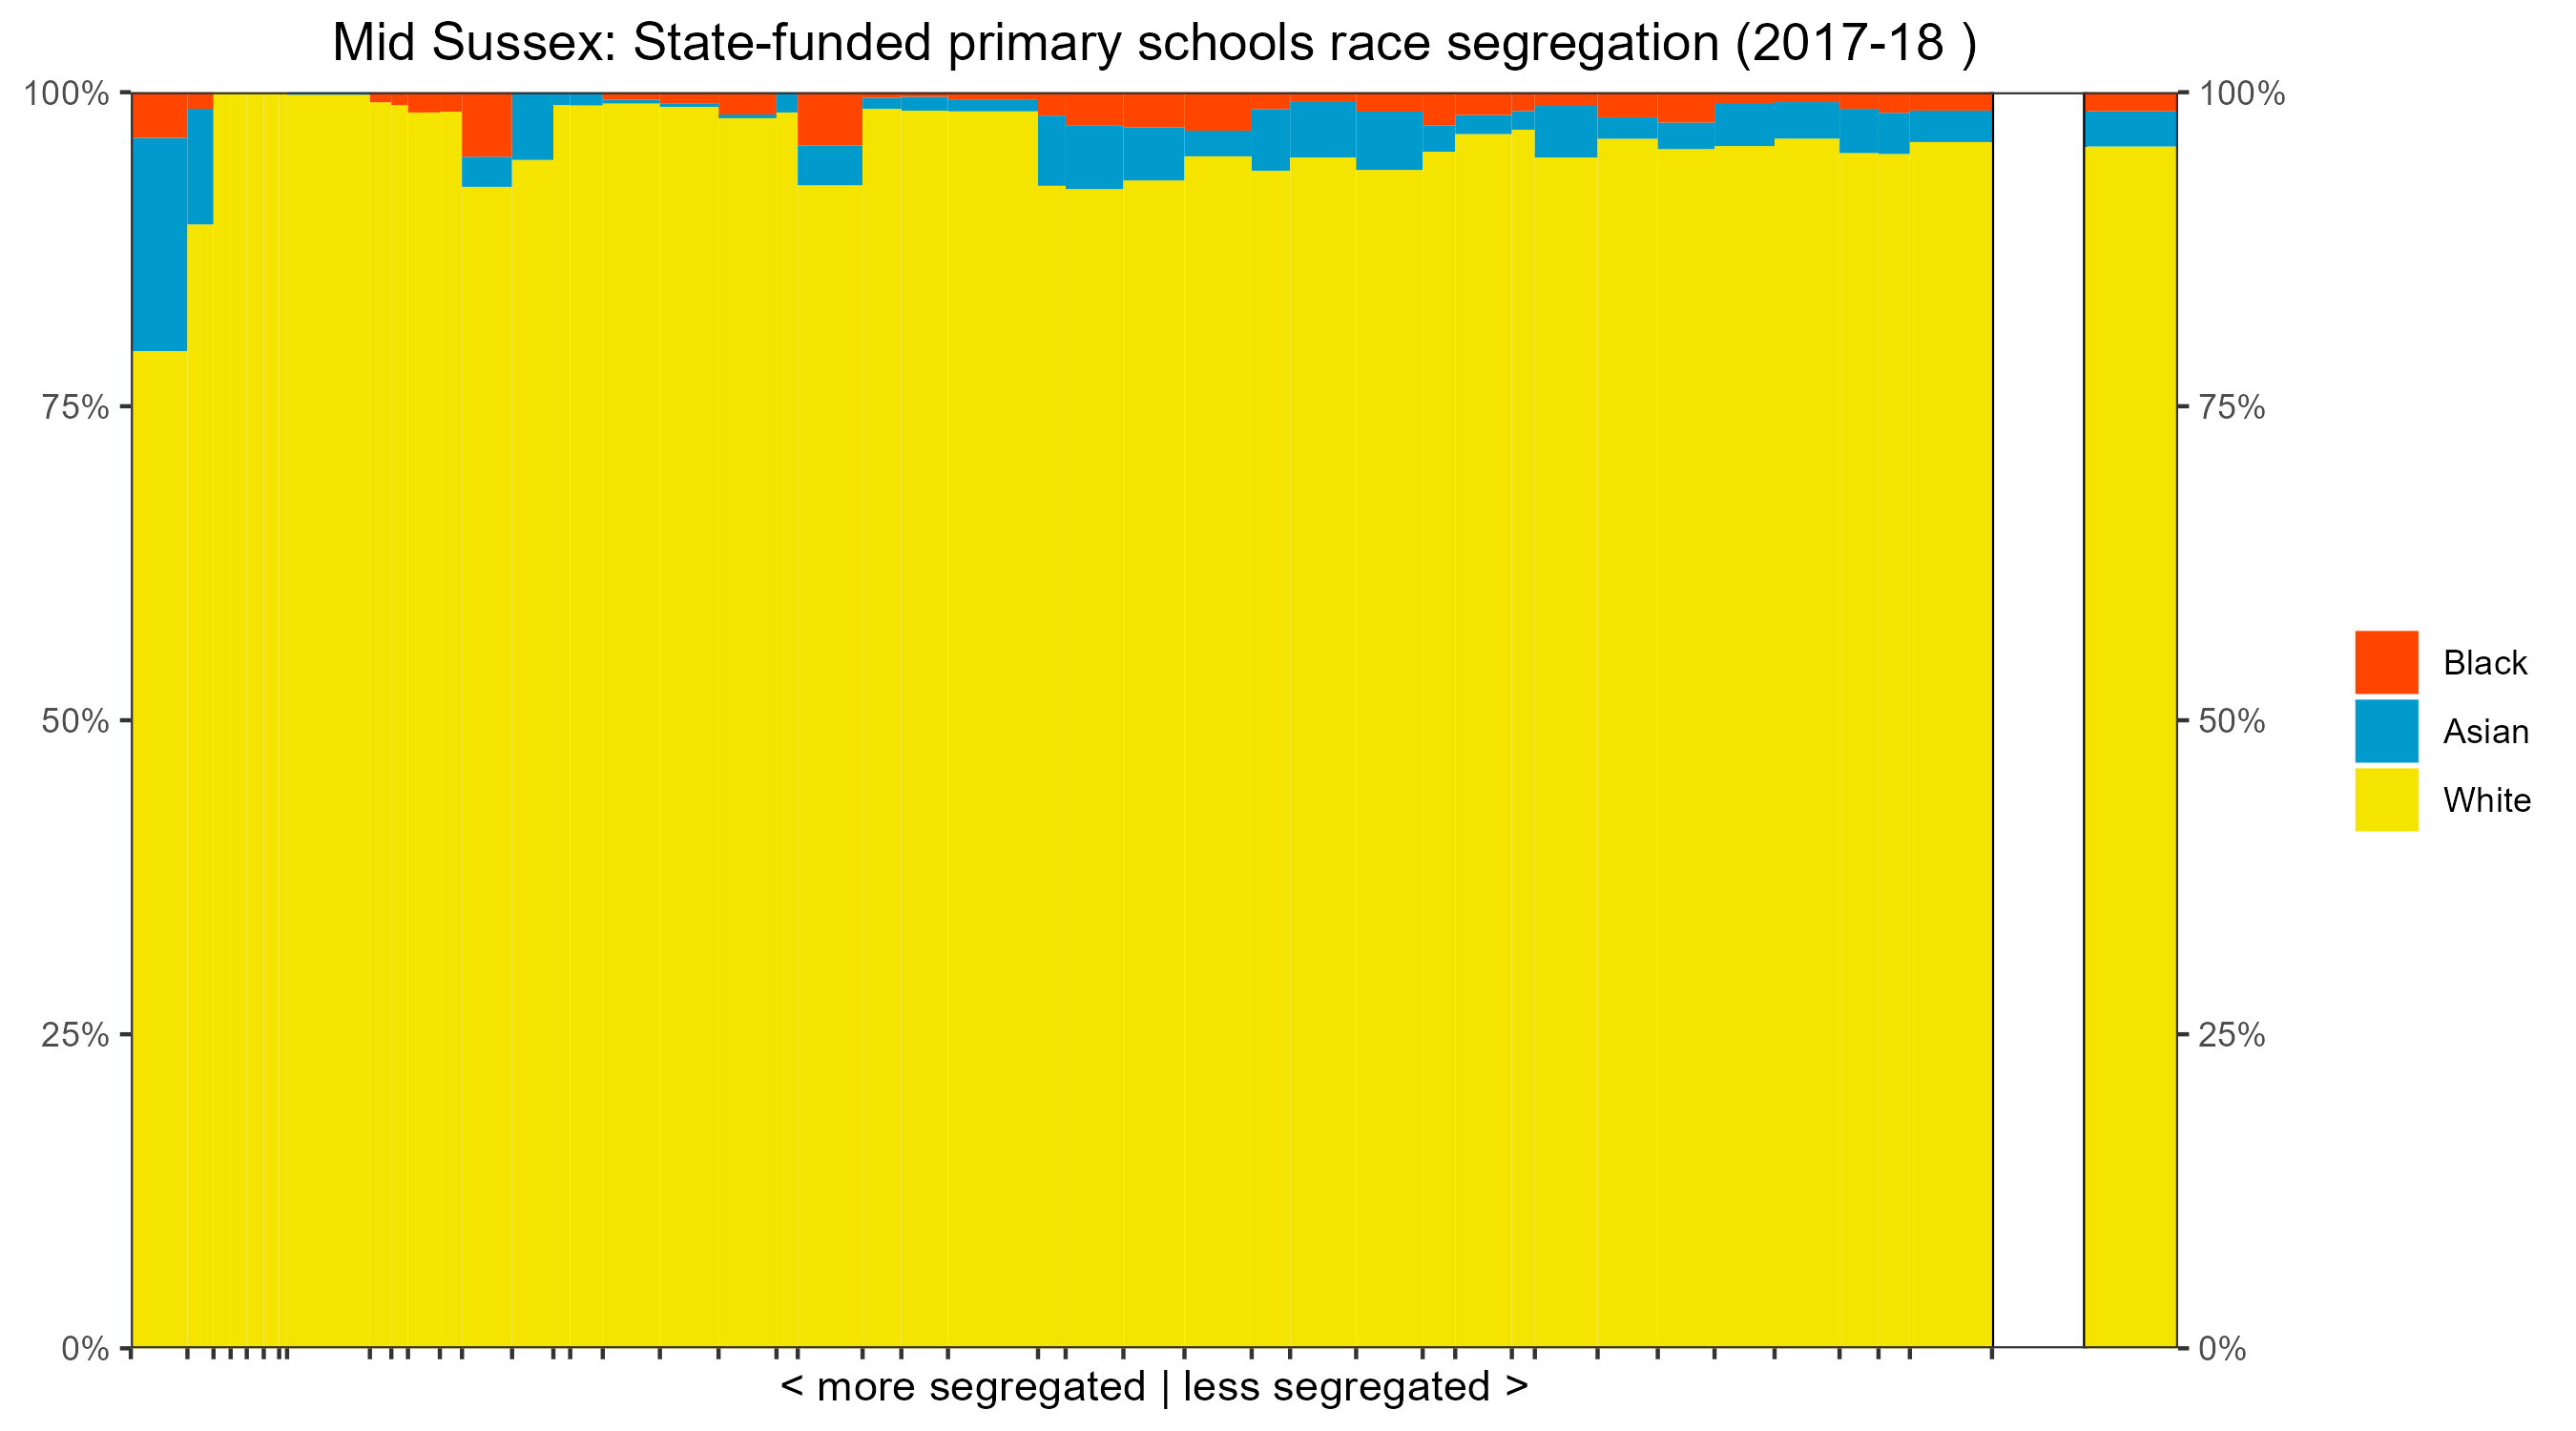 Mid Sussex: State-funded primary schools race segregation (2017-18 )
100%
75%
50%
25%
0%
100%
75%
50%
25%
0%
< more segregated | less segregated >
Black
Asian
White